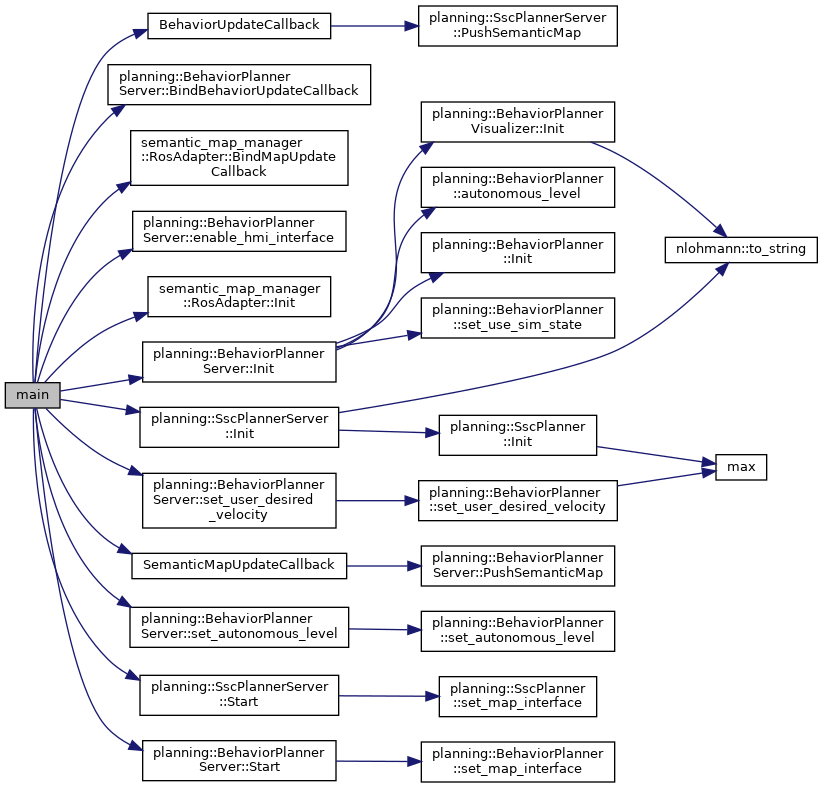 BehaviorUpdateCallback
planning::SscPlannerServer
::PushSemanticMap
planning::BehaviorPlanner
Server::BindBehaviorUpdateCallback
planning::BehaviorPlanner
Visualizer::Init
semantic_map_manager
::RosAdapter::BindMapUpdate
Callback
planning::BehaviorPlanner
::autonomous_level
planning::BehaviorPlanner
Server::enable_hmi_interface
planning::BehaviorPlanner
::Init
nlohmann::to_string
semantic_map_manager
::RosAdapter::Init
planning::BehaviorPlanner
::set_use_sim_state
planning::BehaviorPlanner
Server::Init
main
planning::SscPlannerServer
::Init
planning::SscPlanner
::Init
max
planning::BehaviorPlanner
Server::set_user_desired
_velocity
planning::BehaviorPlanner
::set_user_desired_velocity
SemanticMapUpdateCallback
planning::BehaviorPlanner
Server::PushSemanticMap
planning::BehaviorPlanner
Server::set_autonomous_level
planning::BehaviorPlanner
::set_autonomous_level
planning::SscPlannerServer
::Start
planning::SscPlanner
::set_map_interface
planning::BehaviorPlanner
Server::Start
planning::BehaviorPlanner
::set_map_interface